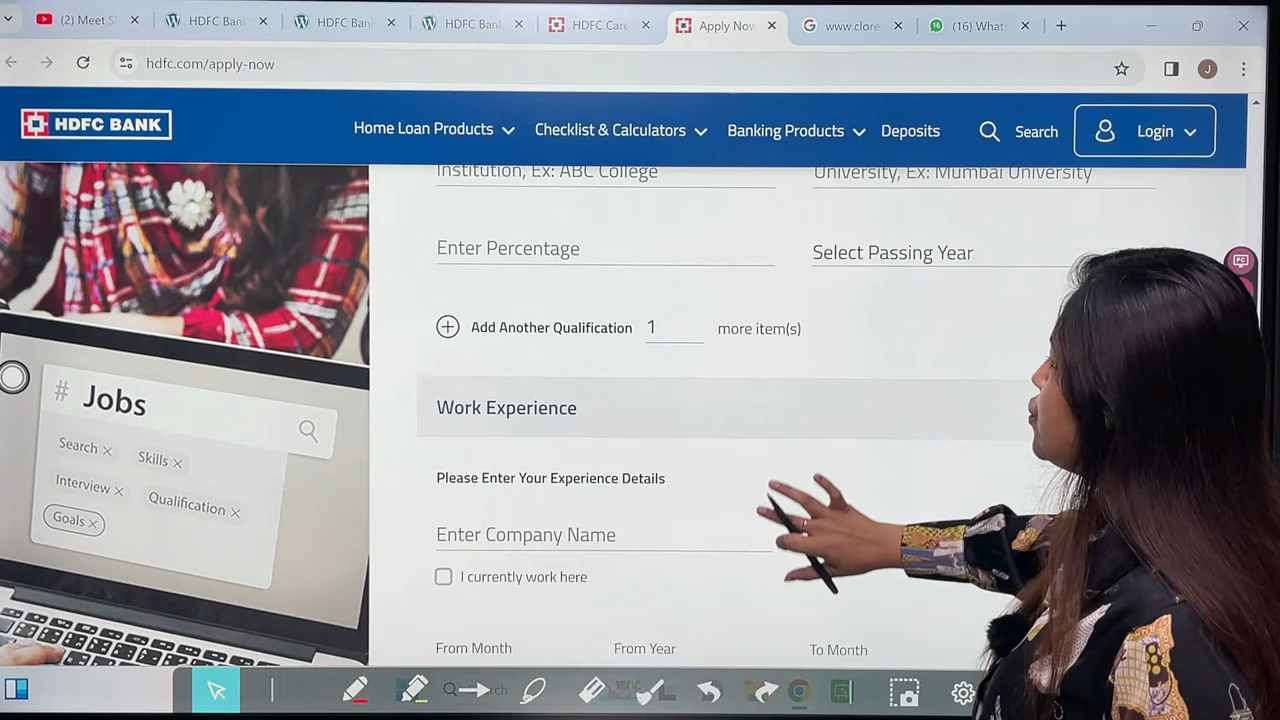 (2) Meet S
HDFC Ban
HDFC Ban
HDFC Ban
HDFC Care
Apply Now
www.clore
(16) What
hdfc.com/apply-now
J
HDFC BANK
Home Loan Products
Checklist & Calculators
Banking Products
Deposits
Search
Login
Institution, Ex: ABC College
University, Ex: Mumbai University
Enter Percentage
Select Passing Year
PC
Add Another Qualification 1 more item(s)
# Jobs
Search ×
Skills ×
Interview ×
Qualification ×
Goals ×
Work Experience
Please Enter Your Experience Details
Enter Company Name
I currently work here
From Month
From Year
To Month